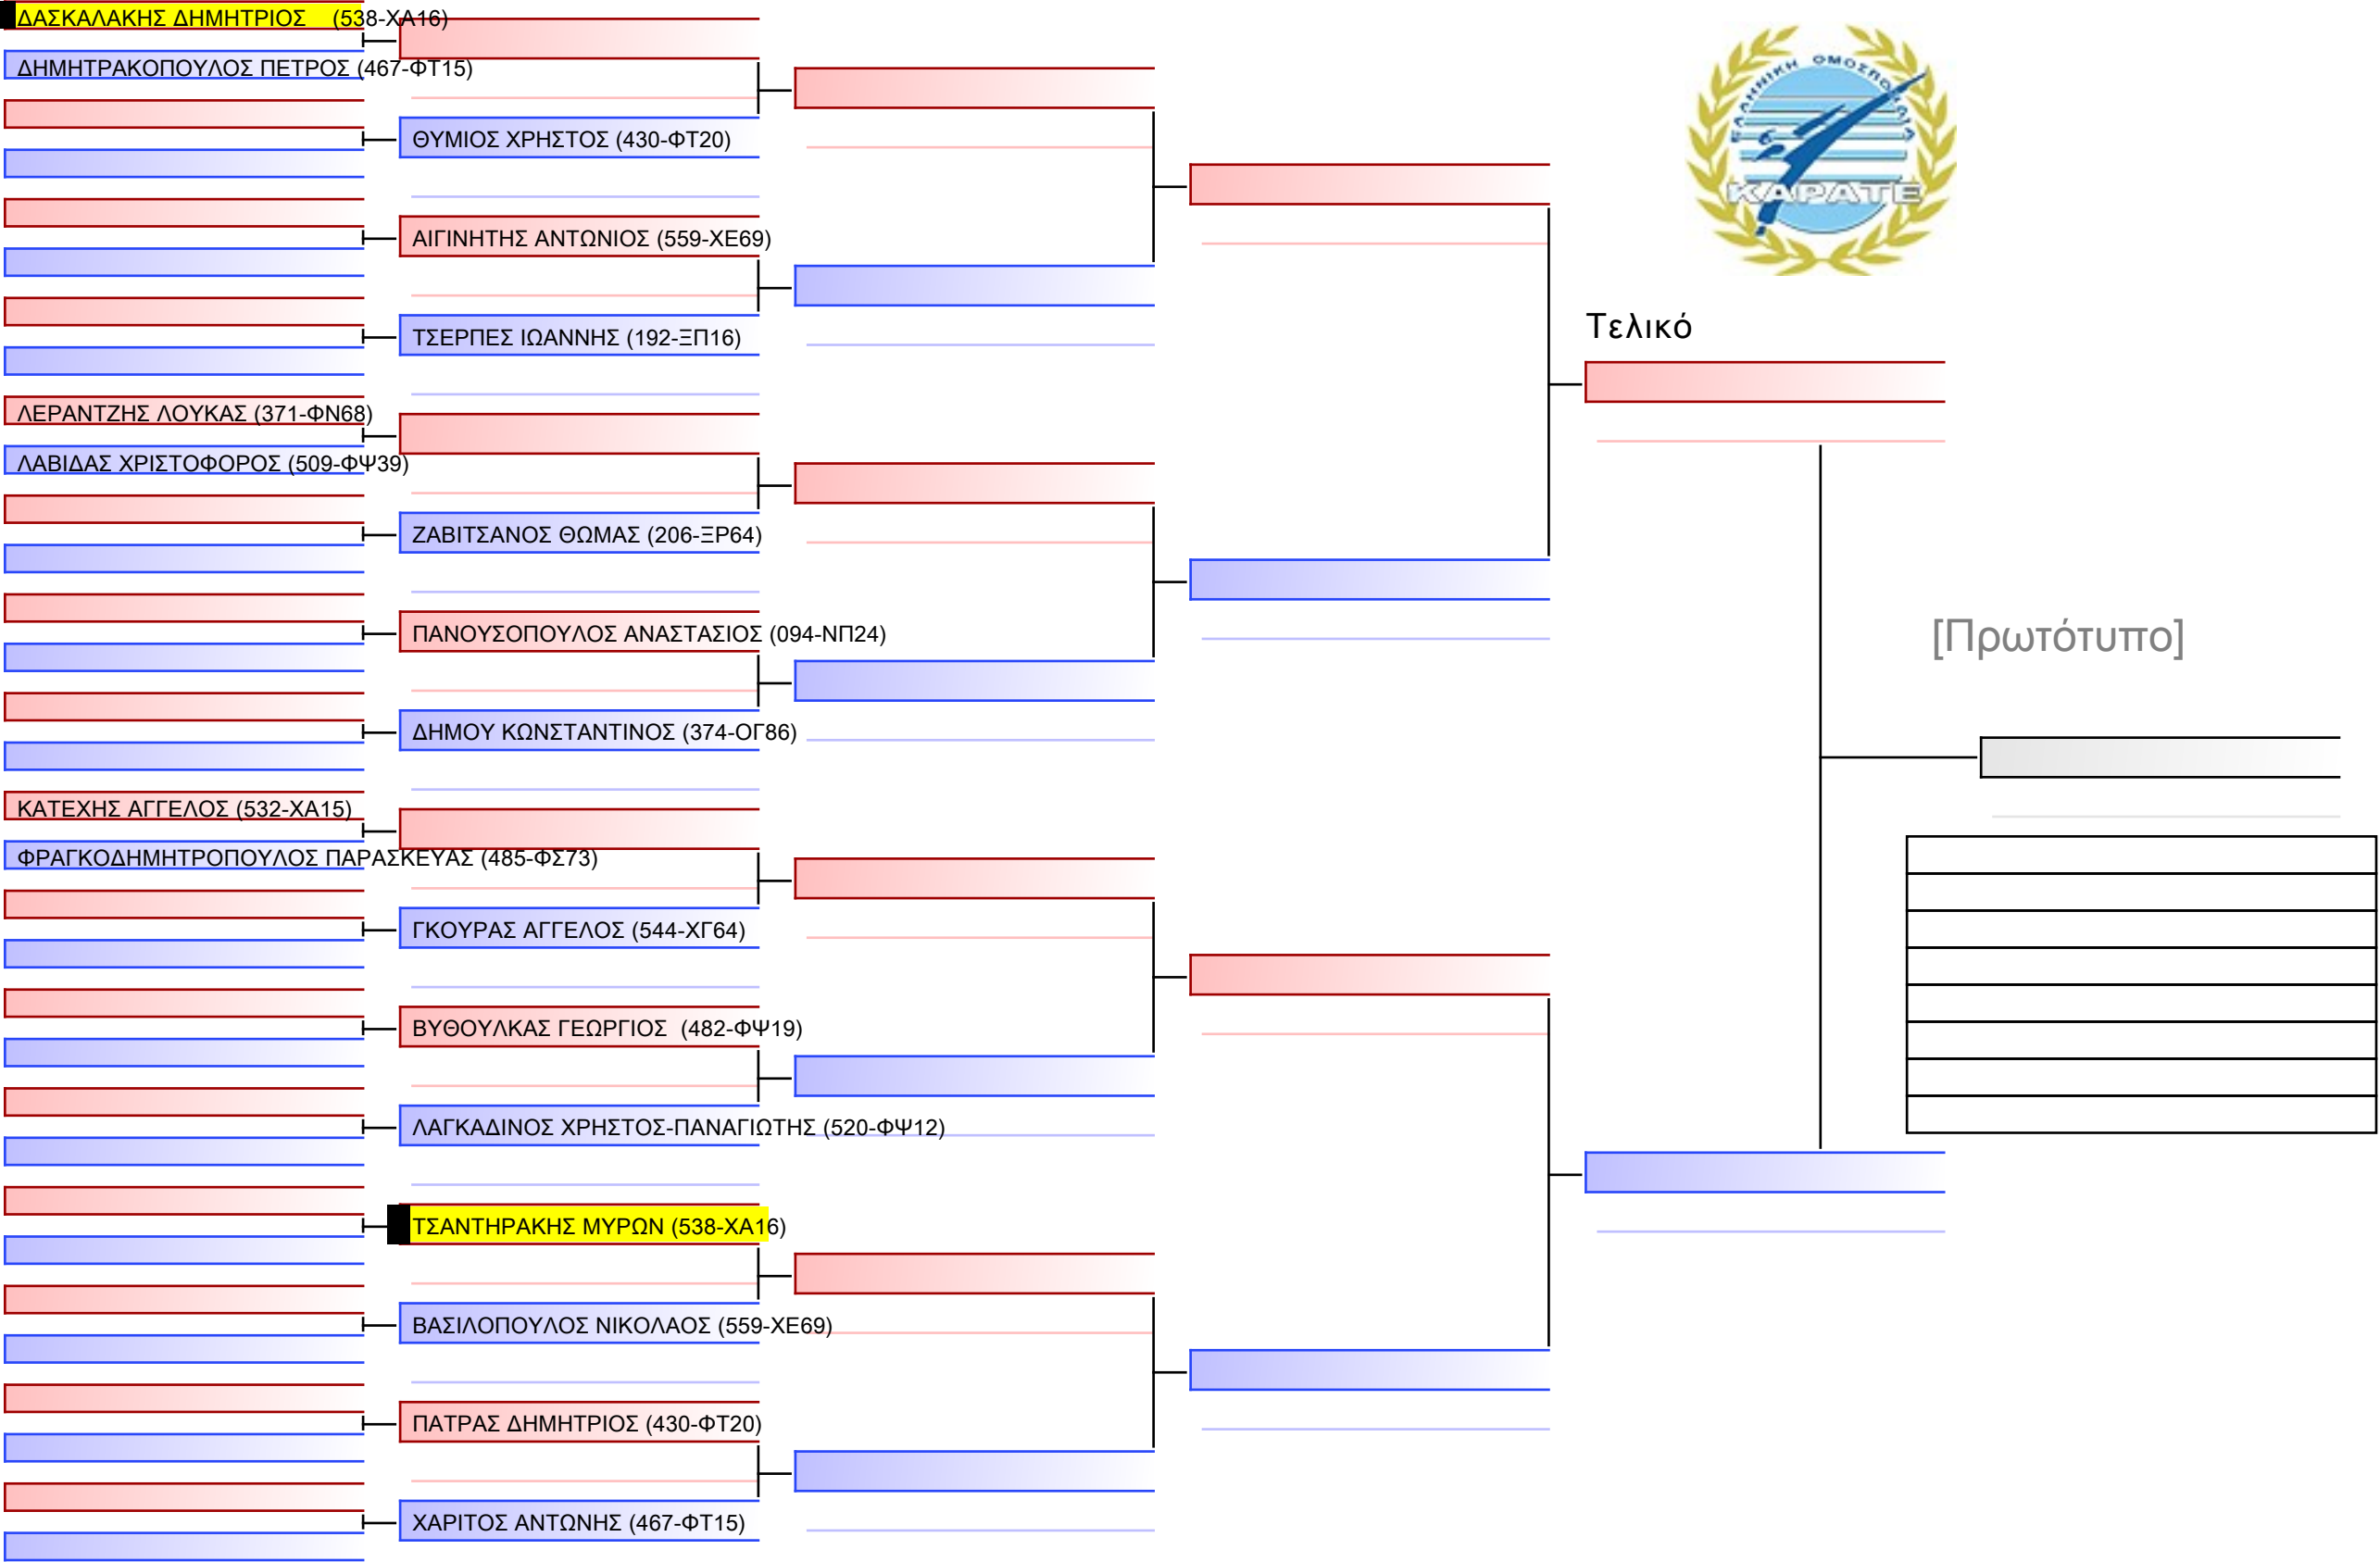 ΔΑΣΚΑΛΑΚΗΣ ΔΗΜΗΤΡΙΟΣ (538-ΧΑ16)
ΔΗΜΗΤΡΑΚΟΠΟΥΛΟΣ ΠΕΤΡΟΣ (467-ΦΤ15)
ΘΥΜΙΟΣ ΧΡΗΣΤΟΣ (430-ΦΤ20)
ΑΙΓΙΝΗΤΗΣ ΑΝΤΩΝΙΟΣ (559-ΧΕ69)
ΤΣΕΡΠΕΣ ΙΩΑΝΝΗΣ (192-ΞΠ16)
ΛΕΡΑΝΤΖΗΣ ΛΟΥΚΑΣ (371-ΦΝ68)
ΛΑΒΙΔΑΣ ΧΡΙΣΤΟΦΟΡΟΣ (509-ΦΨ39)
ΖΑΒΙΤΣΑΝΟΣ ΘΩΜΑΣ (206-ΞΡ64)
ΠΑΝΟΥΣΟΠΟΥΛΟΣ ΑΝΑΣΤΑΣΙΟΣ (094-ΝΠ24)
ΔΗΜΟΥ ΚΩΝΣΤΑΝΤΙΝΟΣ (374-ΟΓ86)
ΚΑΤΕΧΗΣ ΑΓΓΕΛΟΣ (532-ΧΑ15)
ΦΡΑΓΚΟΔΗΜΗΤΡΟΠΟΥΛΟΣ ΠΑΡΑΣΚΕΥΑΣ (485-ΦΣ73)
ΓΚΟΥΡΑΣ ΑΓΓΕΛΟΣ (544-ΧΓ64)
ΒΥΘΟΥΛΚΑΣ ΓΕΩΡΓΙΟΣ (482-ΦΨ19)
ΛΑΓΚΑΔΙΝΟΣ ΧΡΗΣΤΟΣ-ΠΑΝΑΓΙΩΤΗΣ (520-ΦΨ12)
ΤΣΑΝΤΗΡΑΚΗΣ ΜΥΡΩΝ (538-ΧΑ16)
ΒΑΣΙΛΟΠΟΥΛΟΣ ΝΙΚΟΛΑΟΣ (559-ΧΕ69)
ΠΑΤΡΑΣ ΔΗΜΗΤΡΙΟΣ (430-ΦΤ20)
ΧΑΡΙΤΟΣ ΑΝΤΩΝΗΣ (467-ΦΤ15)
ΕΛΛΗΝΙΚΗ ΟΜΟΣΠΟΝΔΙΑ
ΚΑΡΑΤΕ
Τελικό
[Πρωτότυπο]